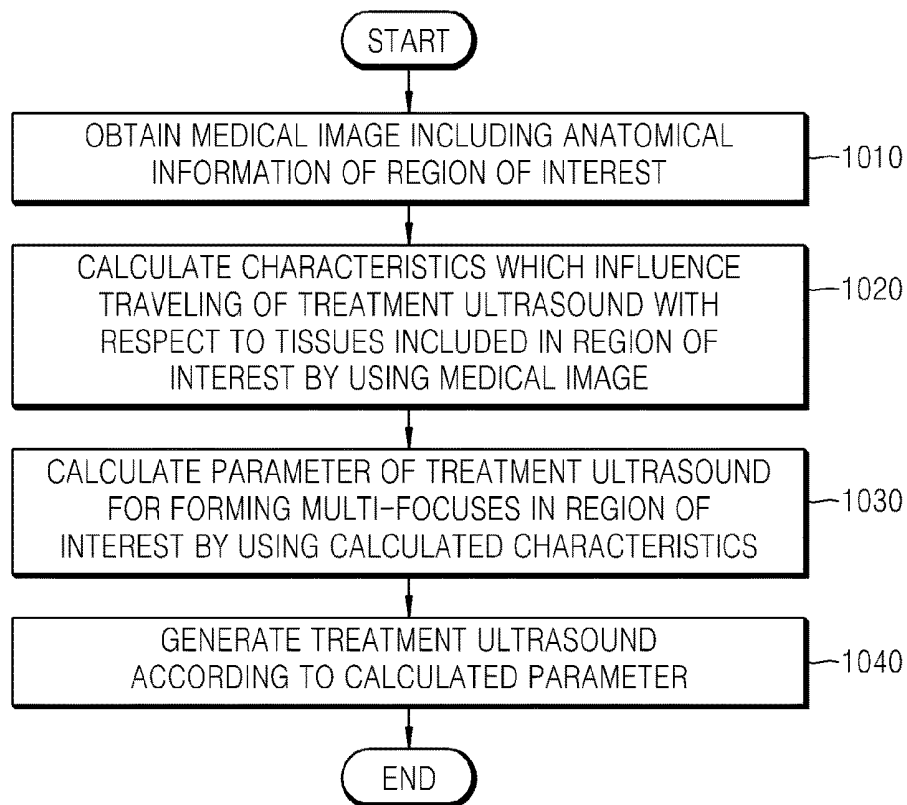 START
OBTAIN MEDICAL IMAGE INCLUDING ANATOMICAL
INFORMATION OF REGION OF INTEREST
1010
CALCULATE CHARACTERISTICS WHICH INFLUENCE
TRAVELING OF TREATMENT ULTRASOUND WITH
RESPECT TO TISSUES INCLUDED IN REGION OF
INTEREST BY USING MEDICAL IMAGE
1020
CALCULATE PARAMETER OF TREATMENT ULTRASOUND
FOR FORMING MULTI-FOCUSES IN REGION OF
INTEREST BY USING CALCULATED CHARACTERISTICS
1030
GENERATE TREATMENT ULTRASOUND
ACCORDING TO CALCULATED PARAMETER
1040
END